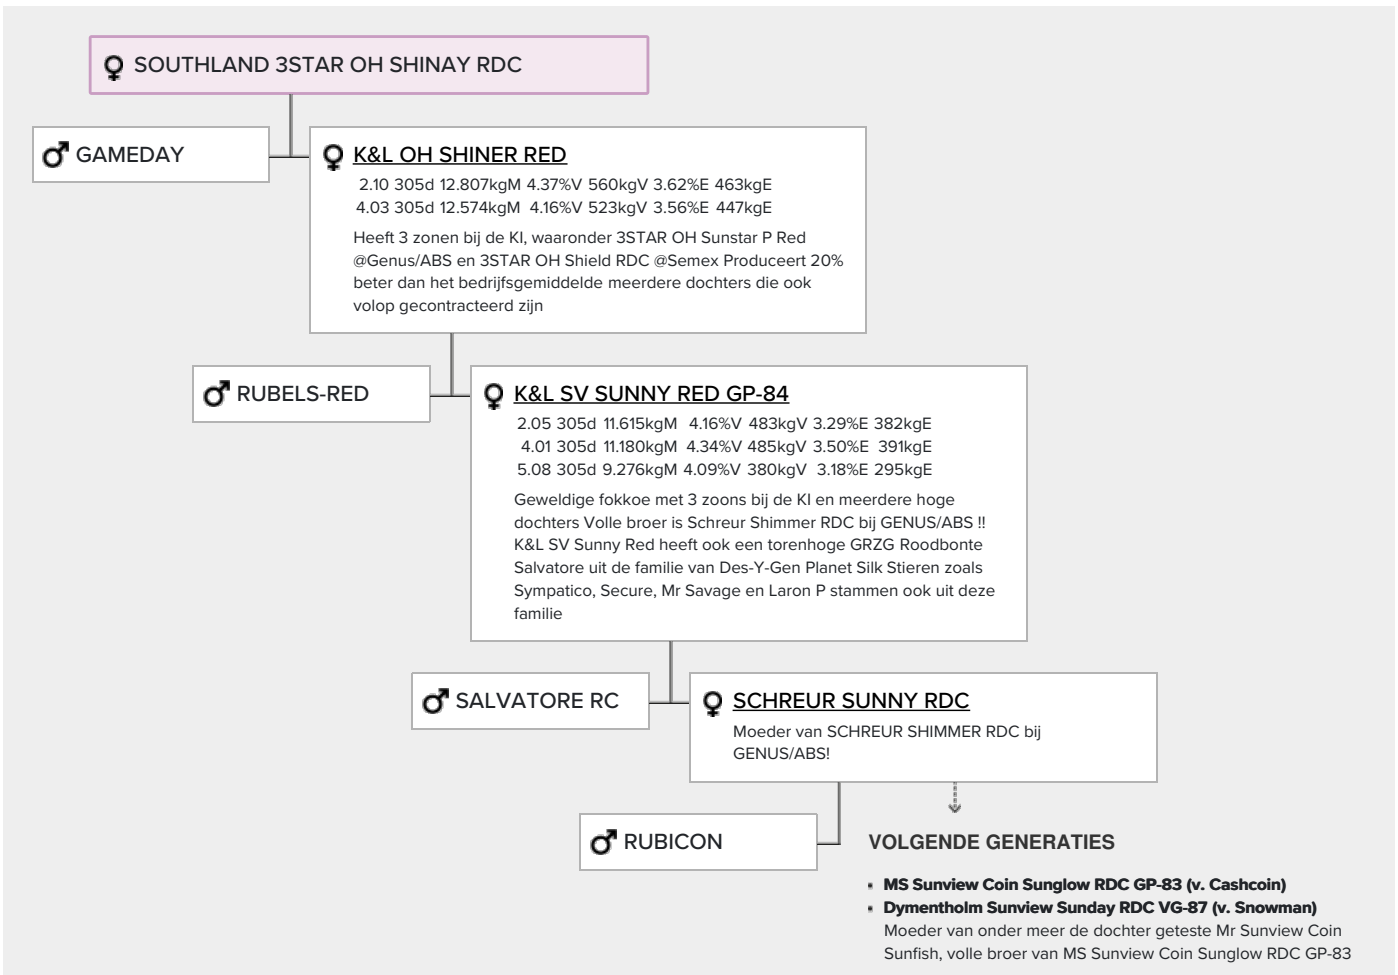 SOUTHLAND 3STAR OH SHINAY RDC
GAMEDAY
K&L OH SHINER RED
2.10 305d 12.807kgM 4.37%V 560kgV 3.62%E 463kgE
4.03 305d 12.574kgM 4.16%V 523kgV 3.56%E 447kgE
Heeft 3 zonen bij de KI, waaronder 3STAR OH Sunstar P Red
@Genus/ABS en 3STAR OH Shield RDC @Semex Produceert 20%
beter dan het bedrijfsgemiddelde meerdere dochters die ook
volop gecontracteerd zijn
RUBELS-RED
K&L SV SUNNY RED GP-84
2.05 305d 11.615kgM 4.16%V 483kgV 3.29%E 382kgE
4.01 305d 11.180kgM 4.34%V 485kgV 3.50%E 391kgE
5.08 305d 9.276kgM 4.09%V 380kgV 3.18%E 295kgE
Geweldige fokkoe met 3 zoons bij de KI en meerdere hoge
dochters Volle broer is Schreur Shimmer RDC bij GENUS/ABS !!
K&L SV Sunny Red heeft ook een torenhoge GRZG Roodbonte
Salvatore uit de familie van Des-Y-Gen Planet Silk Stieren zoals
Sympatico, Secure, Mr Savage en Laron P stammen ook uit deze
familie
SALVATORE RC
SCHREUR SUNNY RDC
Moeder van SCHREUR SHIMMER RDC bij
GENUS/ABS!
RUBICON
VOLGENDE GENERATIES
MS Sunview Coin Sunglow RDC GP-83 (v. Cashcoin)
Dymentholm Sunview Sunday RDC VG-87 (v. Snowman)
Moeder van onder meer de dochter geteste Mr Sunview Coin
Sunfish, volle broer van MS Sunview Coin Sunglow RDC GP-83